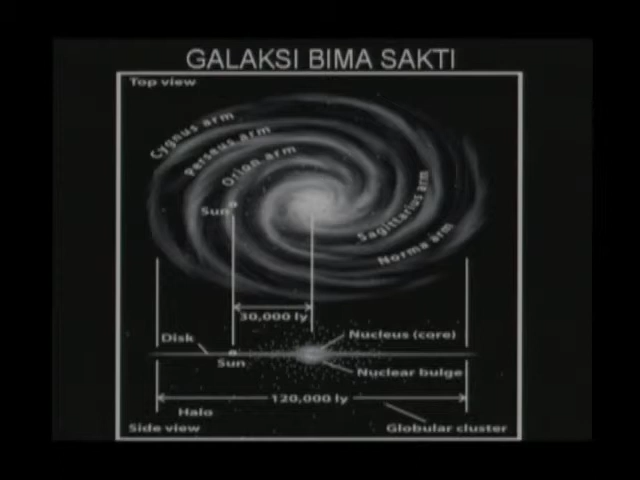 GALAKSI BIMA SAKTI
Top view
Cygnus arm
Perseus arm
Orion arm
Sun
Sagittarius arm
Norma arm
30,000 ly
Disk
Nucleus (core)
Sun
Nuclear bulge
120,000 ly
Halo
Side view
Globular cluster